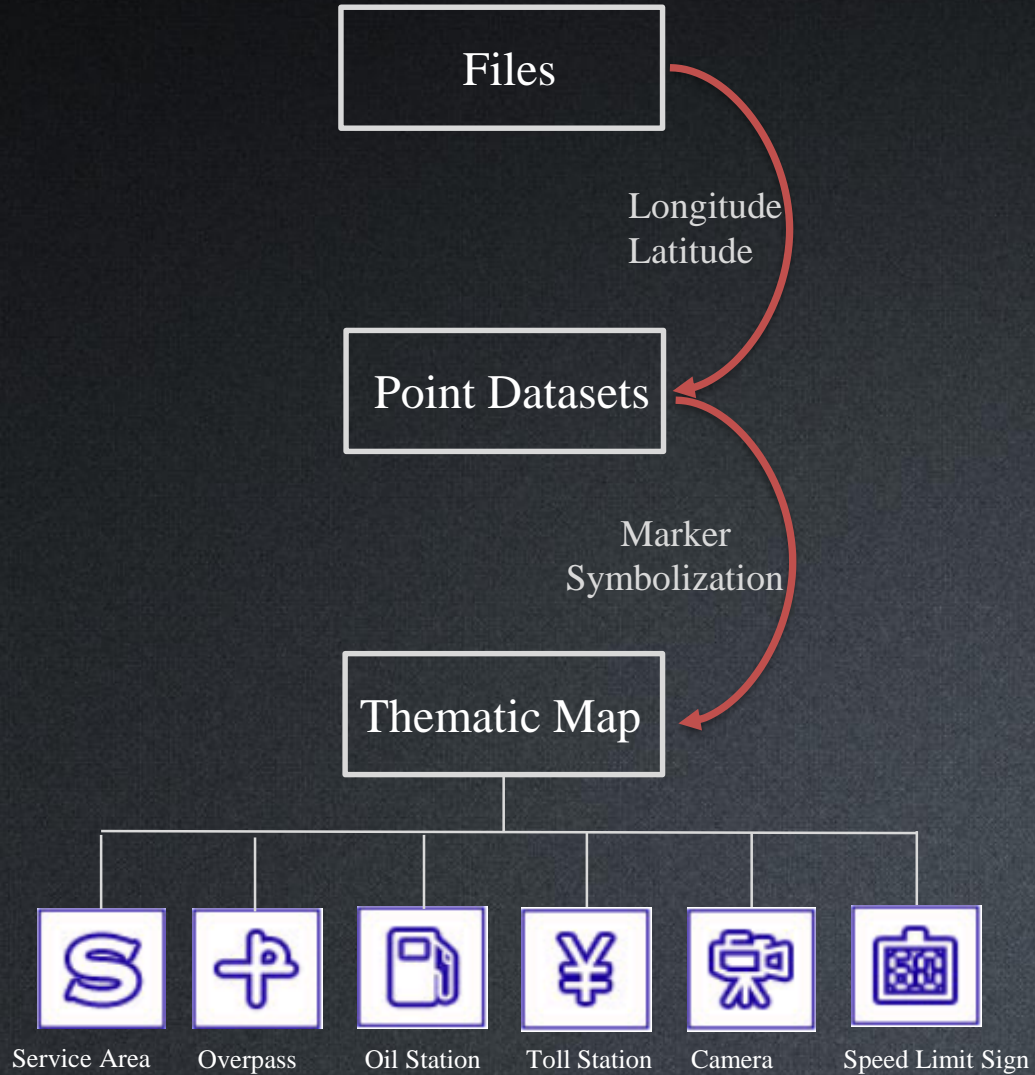 Files
Longitude
Latitude
Point Datasets
Marker
Symbolization
Thematic Map
S
¥
Service Area
Overpass
Oil Station
Toll Station
Camera
Speed Limit Sign